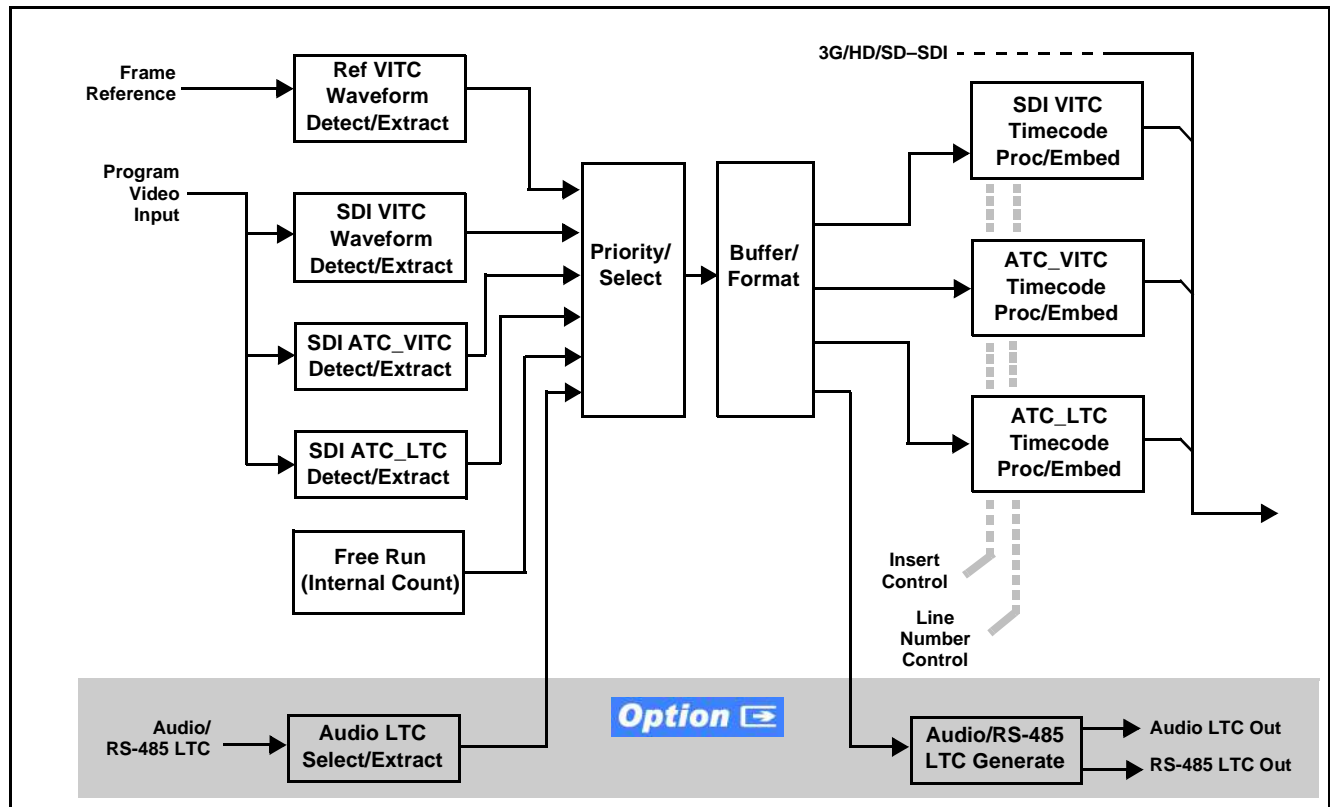 Frame
Reference
Ref VITC
Waveform
Detect/Extract
Program
Video
Input
SDI VITC
Waveform
Detect/Extract
SDI ATC_VITC
Detect/Extract
SDI ATC_LTC
Detect/Extract
Free Run
(Internal Count)
Priority/
Select
Buffer/
Format
3G/HD/SD–SDI
SDI VITC
Timecode
Proc/Embed
ATC_VITC
Timecode
Proc/Embed
ATC_LTC
Timecode
Proc/Embed
Insert
Control
Line
Number
Control
Option
Audio/
RS-485 LTC
Audio LTC
Select/Extract
Audio/RS-485
LTC Generate
Audio LTC Out
RS-485 LTC Out